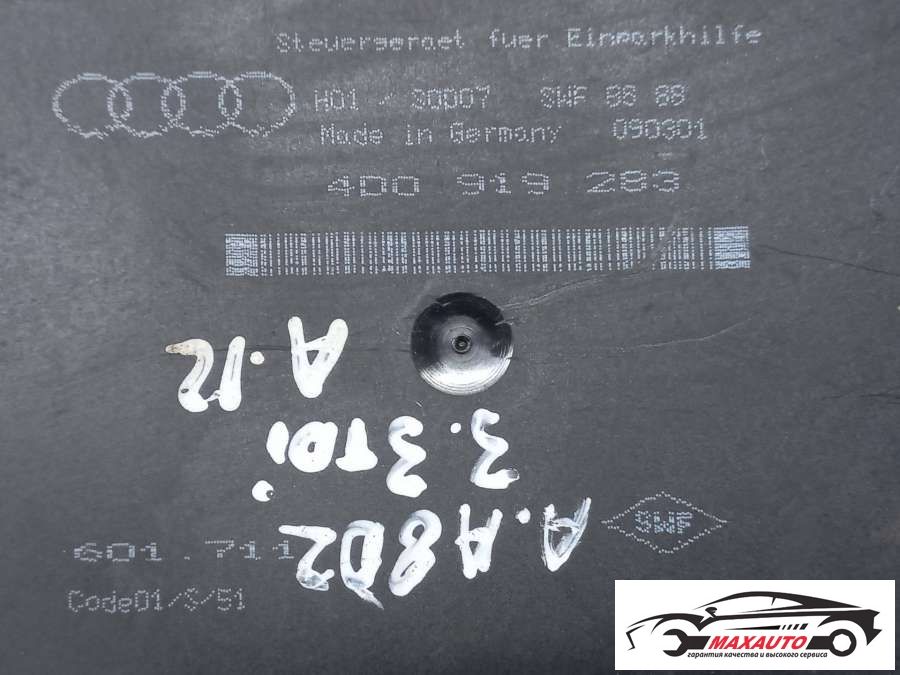 Steuergeraet fuer Einparkhilfe
H01 / S0007 SWF 88 88
Made in Germany 090301
4D0 919 283
A.12
3.3TDi
A.A8D2
SWF
601.711
Code01/S/51
MAXAUTO
гарантия качества и высокого сервиса